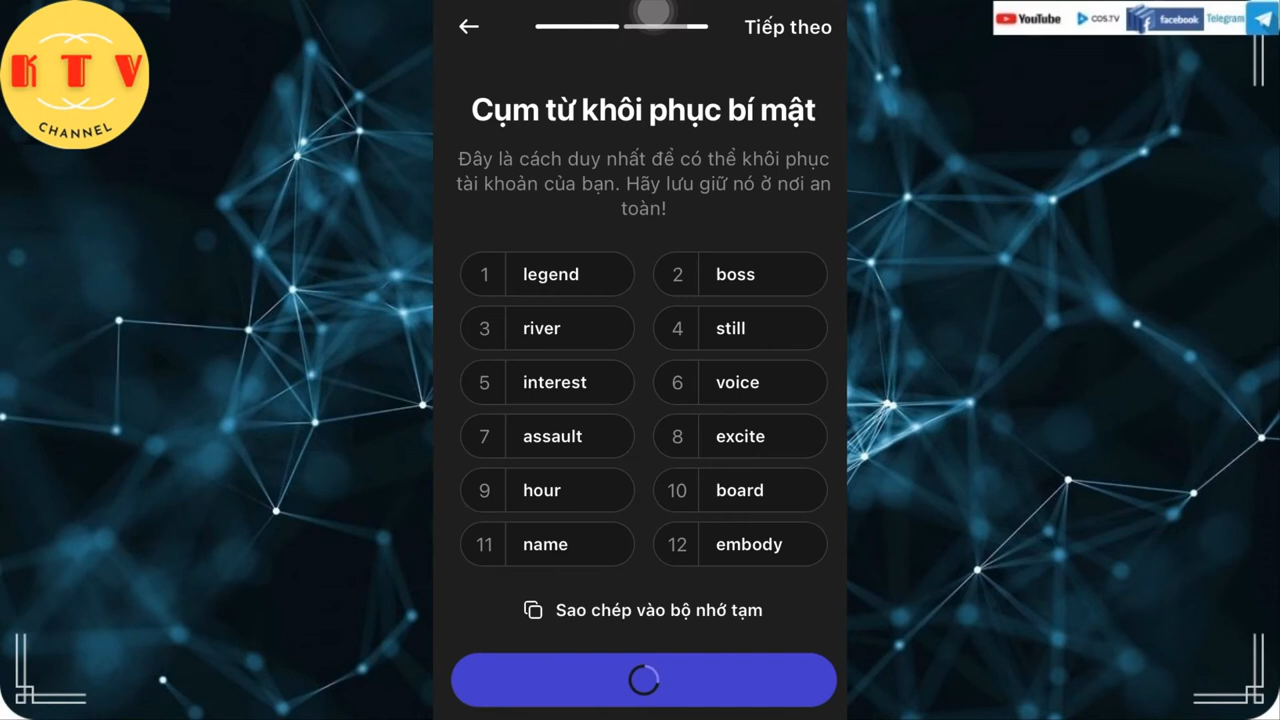 KTV
CHANNEL
YouTube
COS.TV
facebook
Telegram
Tiếp theo
Cụm từ khôi phục bí mật
Đây là cách duy nhất để có thể khôi phục
tài khoản của bạn. Hãy lưu giữ nó ở nơi an
toàn!
1 legend 2 boss
3 river 4 still
5 interest 6 voice
7 assault 8 excite
9 hour 10 board
11 name 12 embody
Sao chép vào bộ nhớ tạm